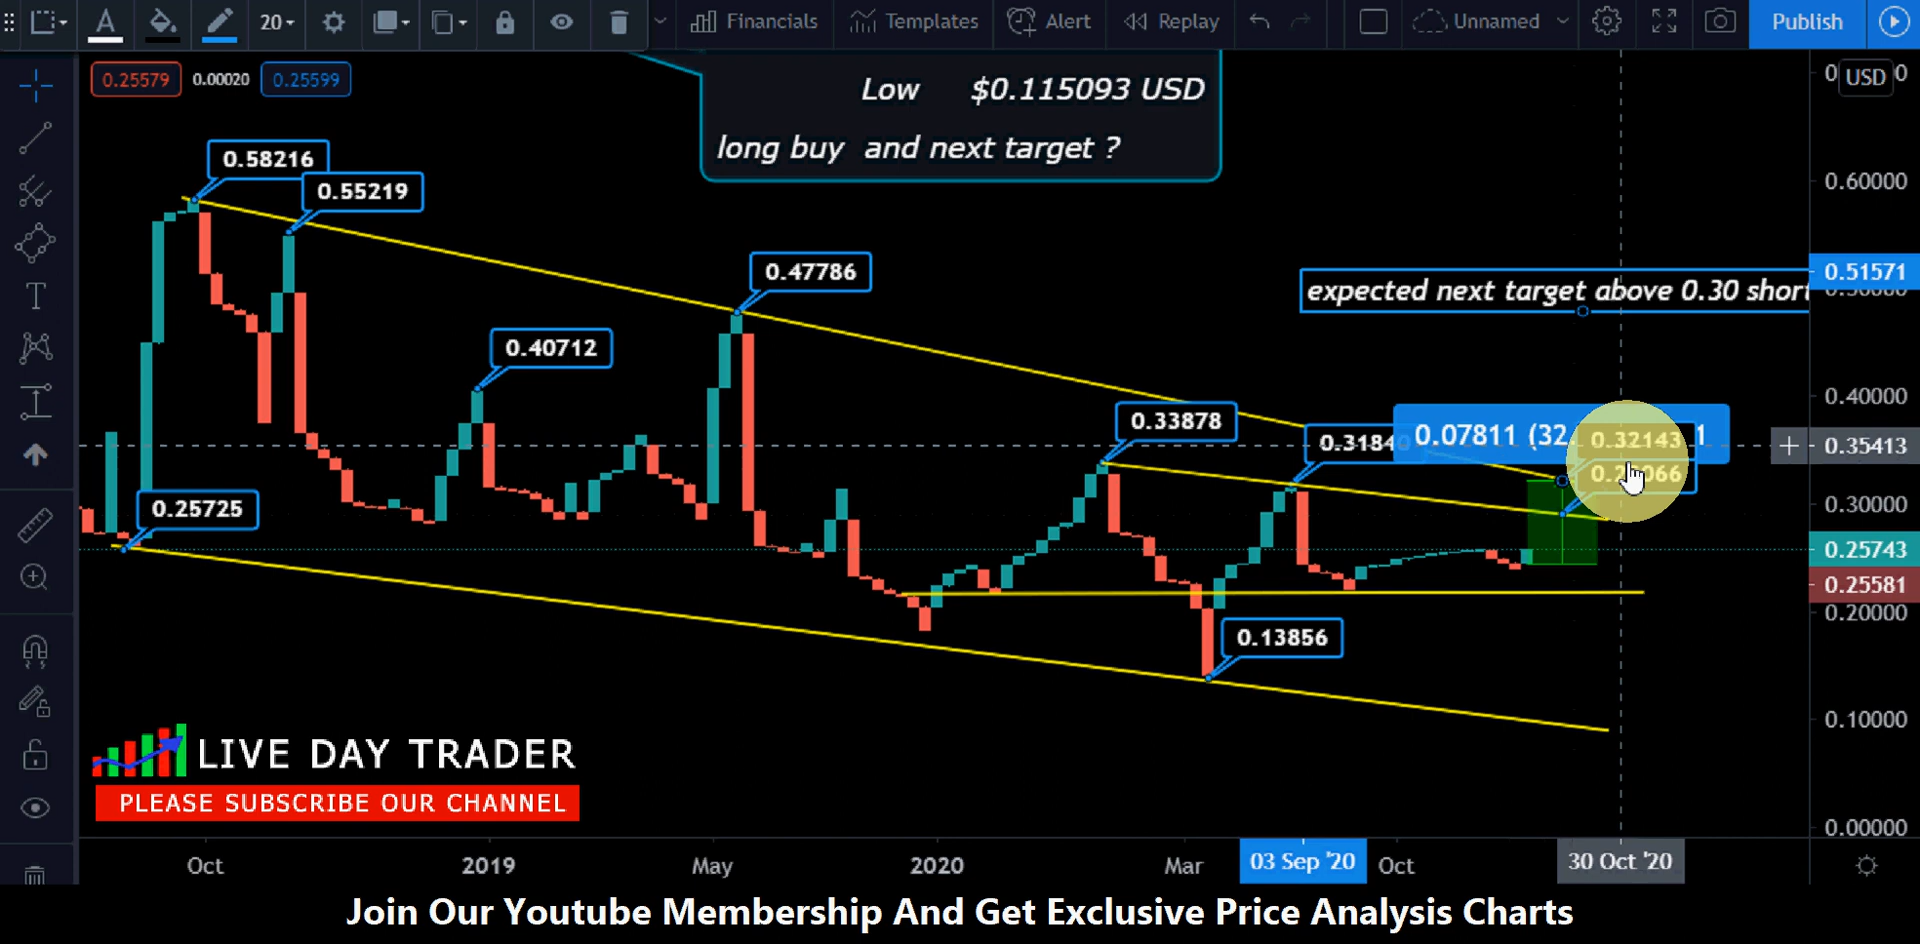 20
Financials
Templates
Alert
Replay
Unnamed
Publish
0.25579
0.00020
0.25599
Low $0.115093 USD
long buy and next target ?
USD
0.58216
0.55219
0.60000
0.47786
0.51571
expected next target above 0.30 short
0.40712
0.40000
0.33878
0.3184
0.07811 (32.
0.32143
1
0.35413
0.25725
0.30000
0.25743
0.25581
0.20000
0.13856
0.10000
LIVE DAY TRADER
PLEASE SUBSCRIBE OUR CHANNEL
0.00000
Oct
2019
May
2020
Mar
03 Sep '20
Oct
30 Oct '20
Join Our Youtube Membership And Get Exclusive Price Analysis Charts